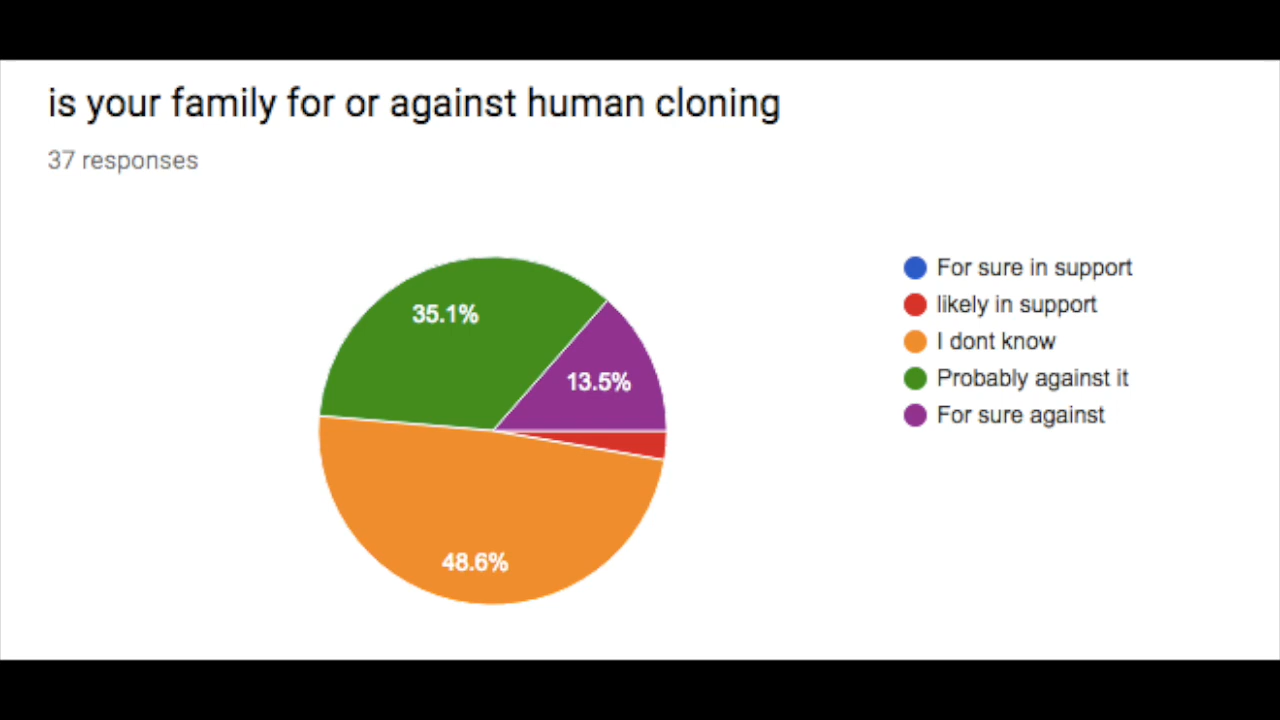 is your family for or against human cloning
37 responses
35.1%
13.5%
48.6%
For sure in support
likely in support
I dont know
Probably against it
For sure against